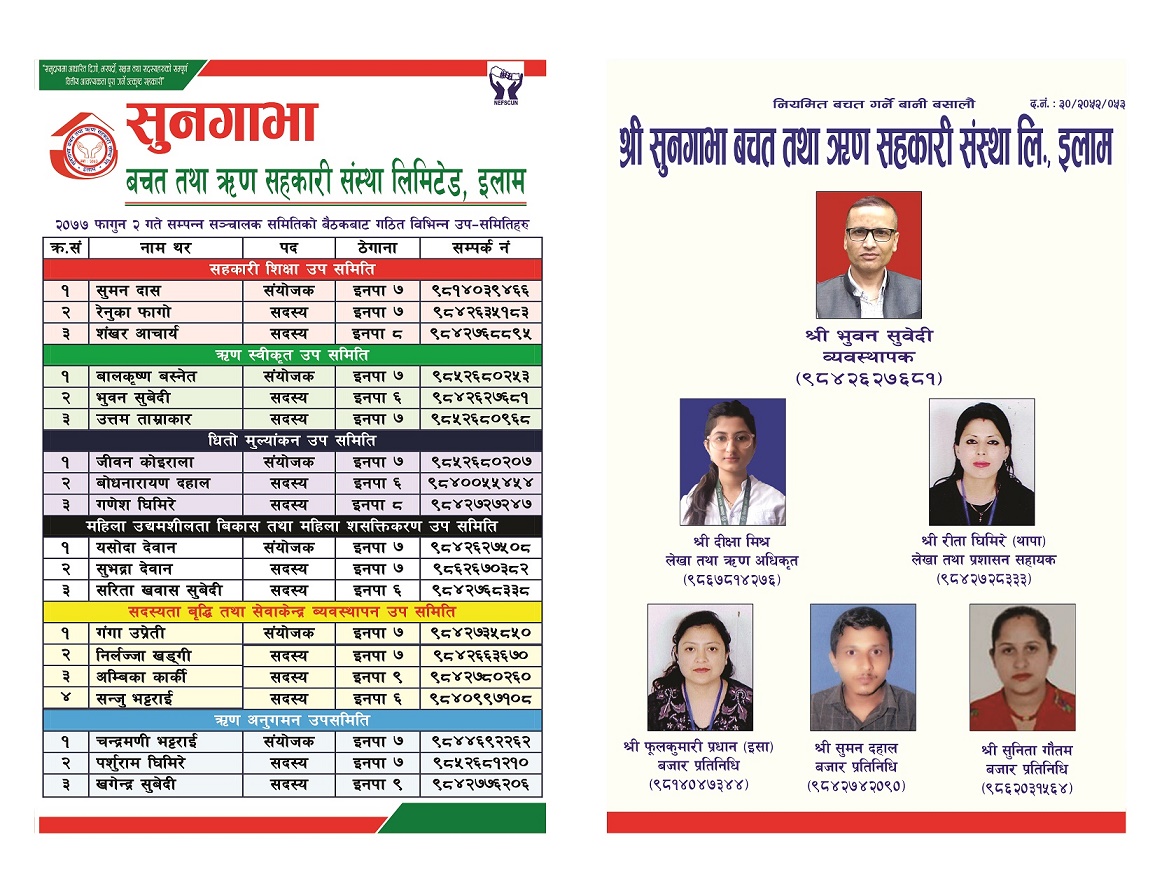 "समुदायमा आधारित दिगो, भरपर्दो, सक्षम तथा सदस्यहरुको सम्पूर्ण
वित्तीय आवश्यकता पुरा गर्ने उत्कृष्ट सहकारी"
NEFSCUN
सुनगाभा
बचत तथा ऋण सहकारी संस्था लिमिटेड, इलाम
२०७७ फागुन २ गते सम्पन्न सञ्चालक समितिको बैठकबाट गठित विभिन्न उप-समितिहरु
क्र.सं नाम थर पद ठेगाना सम्पर्क नं
सहकारी शिक्षा उप समिति
१ सुमन दास संयोजक इनपा ७ ९८१४०३९४६६
२ रेनुका फागो सदस्य इनपा ७ ९८४२६३५१८३
३ शंखर आचार्य सदस्य इनपा ८ ९८४२७६८८९५
ऋण स्वीकृत उप समिति
१ बालकृष्ण बस्नेत संयोजक इनपा ७ ९८५२६८०२५३
२ भुवन सुबेदी सदस्य इनपा ६ ९८४२६२७६८१
३ उत्तम ताम्राकार सदस्य इनपा ७ ९८५२६८०९६८
धितो मुल्यांकन उप समिति
१ जीवन कोइराला संयोजक इनपा ७ ९८५२६८०२०७
२ बोधनारायण दहाल सदस्य इनपा ६ ९८४००५५४५४
३ गणेश घिमिरे सदस्य इनपा ८ ९८४२७२७२४७
महिला उद्यमशीलता बिकास तथा महिला शसक्तिकरण उप समिति
१ यसोदा देवान संयोजक इनपा ७ ९८४२६२७५०८
२ सुभद्रा देवान सदस्य इनपा ७ ९८६२६७०३८२
३ सरिता खवास सुबेदी सदस्य इनपा ६ ९८४२७६८३३८
सदस्यता बृद्धि तथा सेवाकेन्द्र ब्यवस्थापन उप समिति
१ गंगा उप्रेती संयोजक इनपा ७ ९८४२७३५८५०
२ निर्लज्जा खड्गी सदस्य इनपा ७ ९८४२६६३६७०
३ अम्बिका कार्की सदस्य इनपा ९ ९८४२७८०२६०
४ सन्जु भट्टराई सदस्य इनपा ६ ९८४०९९७१०८
ऋण अनुगमन उपसमिति
१ चन्द्रमणी भट्टराई संयोजक इनपा ७ ९८४४६९२२६२
२ पर्शुराम घिमिरे सदस्य इनपा ७ ९८५२६८१२१०
३ खगेन्द्र सुबेदी सदस्य इनपा ९ ९८४२७७६२०६
नियमित बचत गर्ने बानी बसालौं द.नं. : ३०/२०५२/०५३
श्री सुनगाभा बचत तथा ऋण सहकारी संस्था लि., इलाम
श्री भुवन सुवेदी
व्यवस्थापक
(९८४२६२७६८१)
श्री दीक्षा मिश्र
लेखा तथा ऋण अधिकृत
(९८६७८१४२७६)
श्री रीता घिमिरे (थापा)
लेखा तथा प्रशासन सहायक
(९८४२७२८३३३)
श्री फूलकुमारी प्रधान (इसा)
बजार प्रतिनिधि
(९८१४०४७३४४)
श्री सुमन दहाल
बजार प्रतिनिधि
(९८४२७४२०९०)
श्री सुनिता गौतम
बजार प्रतिनिधि
(९८६२०३१५६४)